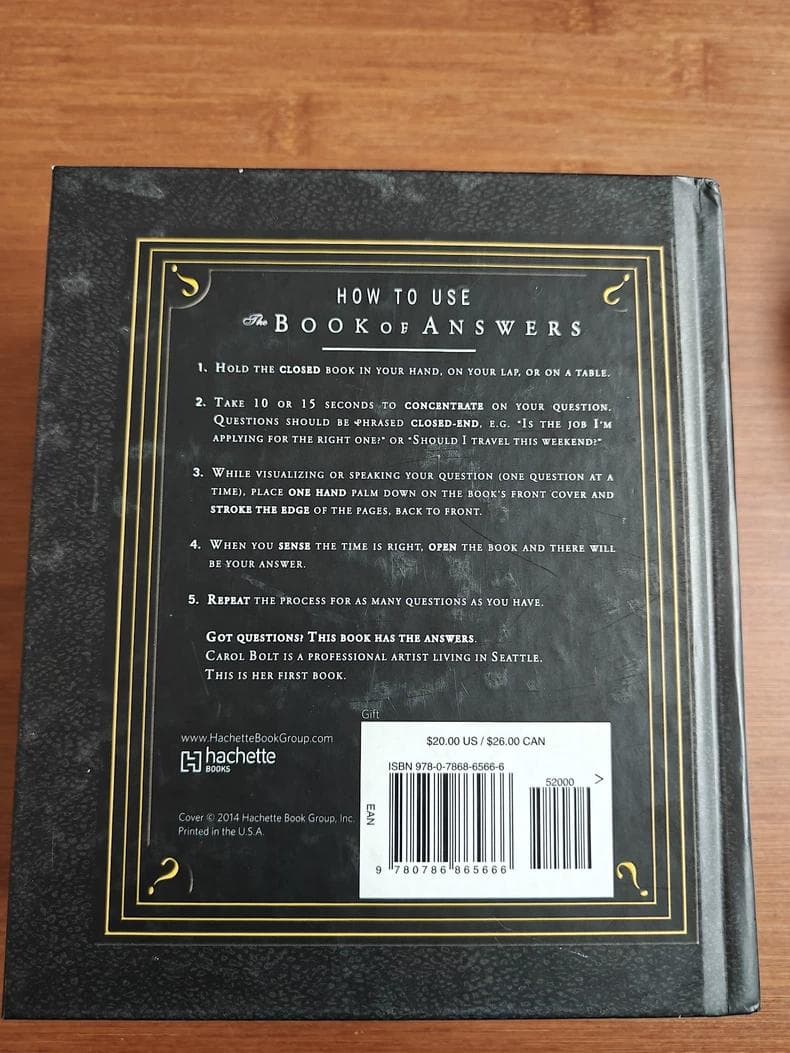 HOW TO USE
The BOOK OF ANSWERS
1. HOLD THE CLOSED BOOK IN YOUR HAND, ON YOUR LAP, OR ON A TABLE.
2. TAKE 10 OR 15 SECONDS TO CONCENTRATE ON YOUR QUESTION.
QUESTIONS SHOULD BE PHRASED CLOSED-END, E.G. "IS THE JOB I'M
APPLYING FOR THE RIGHT ONE?" OR "SHOULD I TRAVEL THIS WEEKEND?"
3. WHILE VISUALIZING OR SPEAKING YOUR QUESTION (ONE QUESTION AT A
TIME), PLACE ONE HAND PALM DOWN ON THE BOOK'S FRONT COVER AND
STROKE THE EDGE OF THE PAGES, BACK TO FRONT.
4. WHEN YOU SENSE THE TIME IS RIGHT, OPEN THE BOOK AND THERE WILL
BE YOUR ANSWER.
5. REPEAT THE PROCESS FOR AS MANY QUESTIONS AS YOU HAVE.
GOT QUESTIONS? THIS BOOK HAS THE ANSWERS.
CAROL BOLT IS A PROFESSIONAL ARTIST LIVING IN SEATTLE.
THIS IS HER FIRST BOOK.
Gift
www.HachetteBookGroup.com
hachette
BOOKS
$20.00 US / $26.00 CAN
ISBN 978-0-7868-6566-6
52000 >
EAN
Cover © 2014 Hachette Book Group, Inc.
Printed in the U.S.A.
9 780786 865666